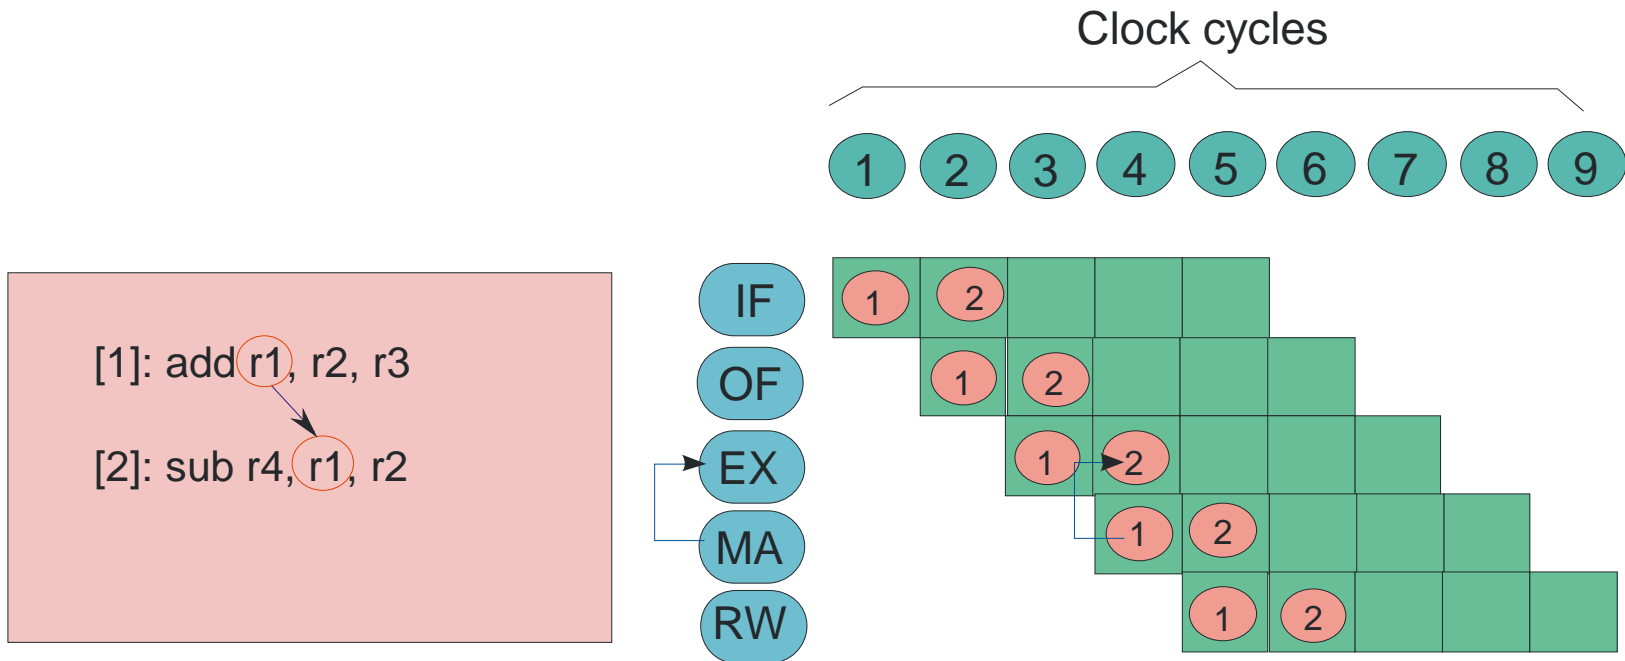 Clock cycles
1 2 3 4 5 6 7 8 9
IF 1 2
[1]: add r1, r2, r3
OF 1 2
[2]: sub r4, r1, r2
EX 1 2
MA 1 2
RW 1 2